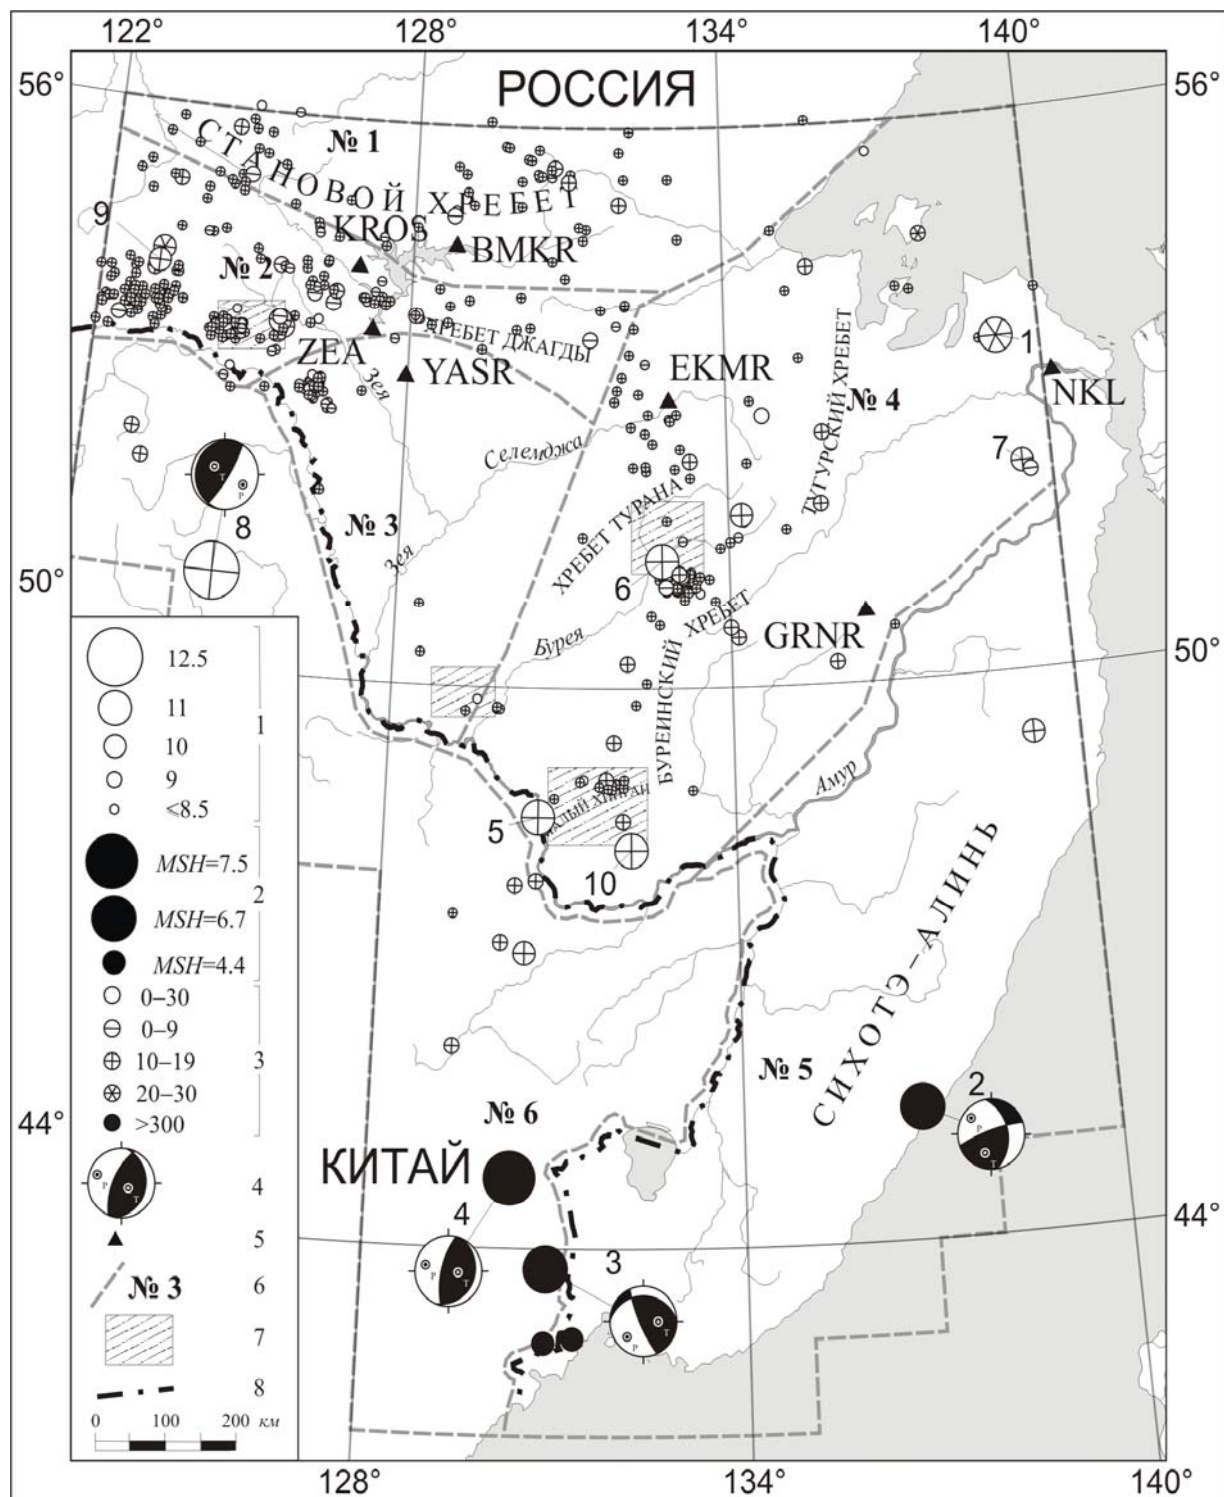 122° 128° 134° 140°
56° 56°
РОССИЯ
№ 1
СТАНОВОЙ ХРЕБЕТ
9
KROS
BMKR
№ 2
ХРЕБЕТ ДЖАГДЫ
ZEA
YASR
EKMR
1
NKL
Зея
№ 4
ТУГУРСКИЙ ХРЕБЕТ
Селемджа
7
T
P
8
№ 3
ХРЕБЕТ ТУРАНА
Зея
50°
6
БУРЕИНСКИЙ ХРЕБЕТ
GRNR
Бурея
50°
Амур
5
МАЛЫЙ ХИНГАН
10
СИХОТЭ–АЛИНЬ
№ 5
2
P
T
44°
№ 6
КИТАЙ
4
P
T
3
P
T
44°
12.5
11
10
9
≤8.5
1
MSH=7.5
MSH=6.7
MSH=4.4
2
0–30
0–9
10–19
20–30
>300
3
P
T
4
5
№ 3 6
7
8
0 100 200 км
128° 134° 140°